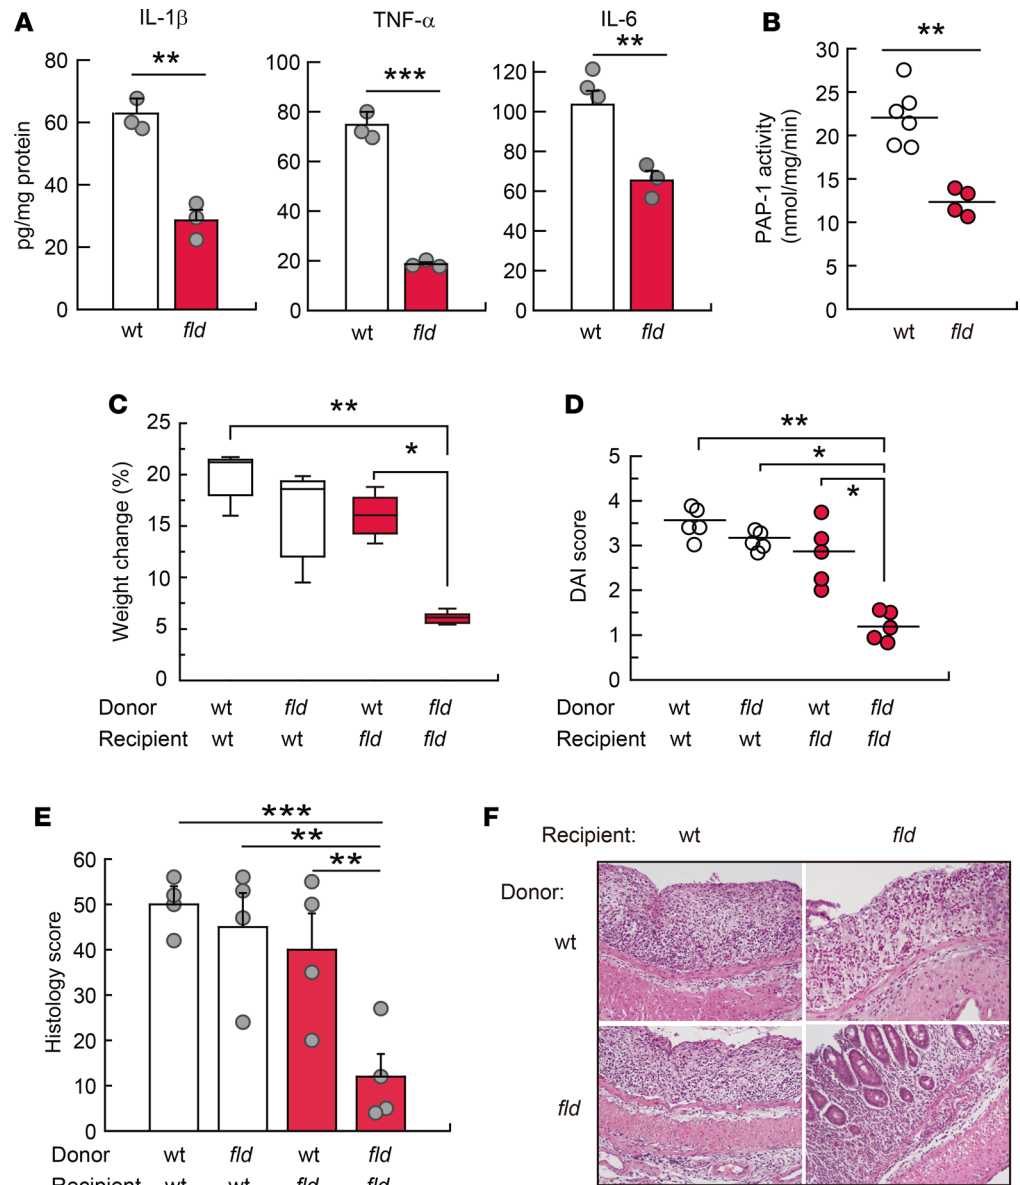 A
IL-1β
TNF-α
IL-6
B
pg/mg protein
80
60
40
20
0
**
wt
fld
100
80
60
40
20
0
***
wt
fld
120
100
80
60
40
20
0
**
wt
fld
PAP-1 activity
(nmol/mg/min)
30
25
20
15
10
5
0
**
wt
fld
C
Weight change (%)
25
20
15
10
5
0
**
*
Donor wt fld wt fld
Recipient wt wt fld fld
D
DAI score
5
4
3
2
1
0
**
*
*
Donor wt fld wt fld
Recipient wt wt fld fld
E
Histology score
60
50
40
30
20
10
0
***
**
**
Donor wt fld wt fld
Recipient wt wt fld fld
F
Recipient: wt fld
Donor:
wt
fld